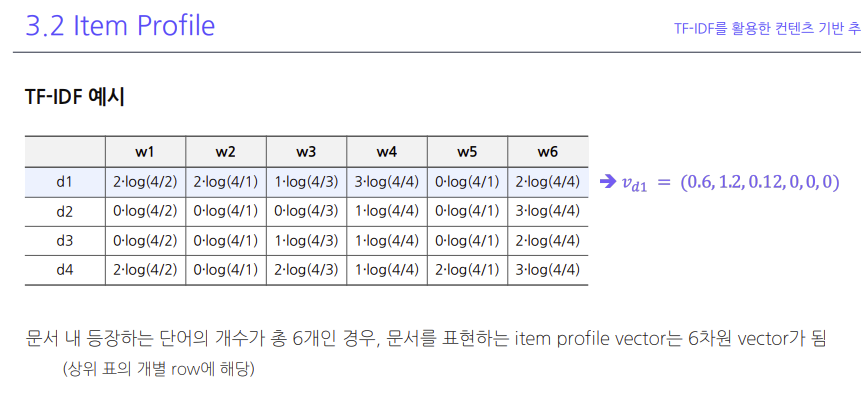 3.2 Item Profile
TF-IDF를 활용한 컨텐츠 기반 추
TF-IDF 예시
w1 w2 w3 w4 w5 w6
d1 2·log(4/2) 2·log(4/1) 1·log(4/3) 3·log(4/4) 0·log(4/1) 2·log(4/4) ➔ v_d1 = (0.6, 1.2, 0.12, 0, 0, 0)
d2 0·log(4/2) 0·log(4/1) 0·log(4/3) 1·log(4/4) 0·log(4/1) 3·log(4/4)
d3 0·log(4/2) 0·log(4/1) 1·log(4/3) 1·log(4/4) 0·log(4/1) 2·log(4/4)
d4 2·log(4/2) 0·log(4/1) 2·log(4/3) 1·log(4/4) 2·log(4/1) 3·log(4/4)
문서 내 등장하는 단어의 개수가 총 6개인 경우, 문서를 표현하는 item profile vector는 6차원 vector가 됨
(상위 표의 개별 row에 해당)